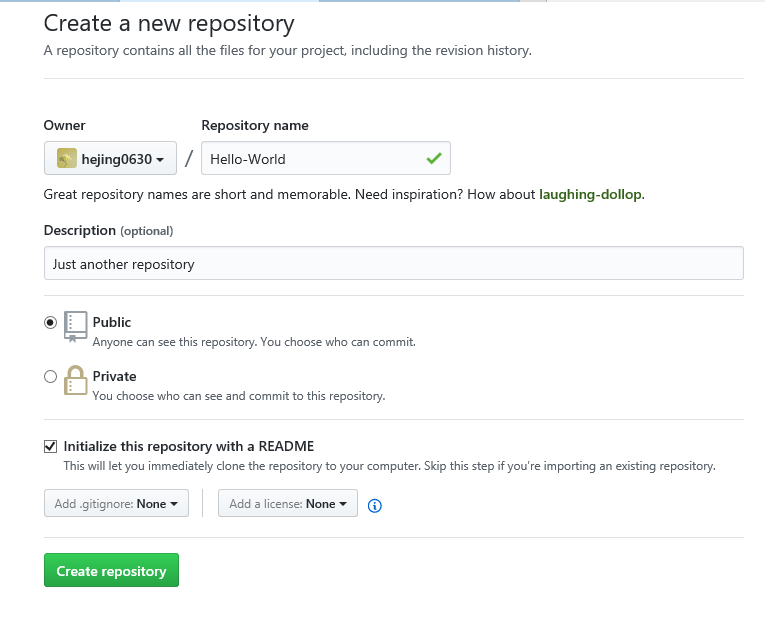 Create a new repository
A repository contains all the files for your project, including the revision history.
Owner
Repository name
hejing0630 / Hello-World
Great repository names are short and memorable. Need inspiration? How about laughing-dollop.
Description (optional)
Just another repository
Public
Anyone can see this repository. You choose who can commit.
Private
You choose who can see and commit to this repository.
Initialize this repository with a README
This will let you immediately clone the repository to your computer. Skip this step if you're importing an existing repository.
Add .gitignore: None
Add a license: None
Create repository